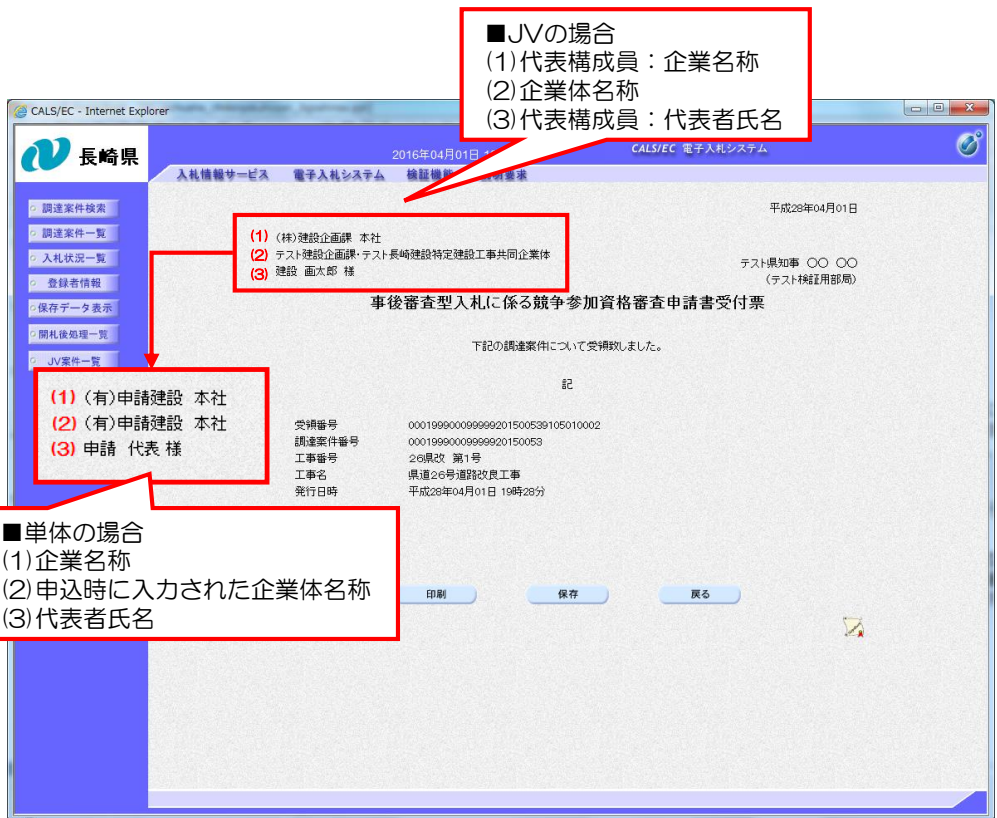 ■JVの場合
(1)代表構成員：企業名称
(2)企業体名称
(3)代表構成員：代表者氏名
CALS/EC - Internet Explorer
長崎県
2016年04月01日
CALS/EC 電子入札システム
入札情報サービス 電子入札システム 検証機能 説明要求
調達案件検索
調達案件一覧
入札状況一覧
登録者情報
保存データ表示
開札後処理一覧
JV案件一覧
平成28年04月01日
(1) (株)建設企画課 本社
(2) テスト建設企画課・テスト長崎建設特定建設工事共同企業体
(3) 建設 画太郎 様
テスト県知事 〇〇 〇〇
(テスト検証用部局)
事後審査型入札に係る競争参加資格審査申請書受付票
下記の調達案件について受領致しました。
記
(1) (有)申請建設 本社
(2) (有)申請建設 本社
(3) 申請 代表 様
受領番号 000199900099999201500539105010002
調達案件番号 00019990009999920150053
工事番号 26県改 第1号
工事名 県道26号道路改良工事
発行日時 平成28年04月01日 19時28分
■単体の場合
(1)企業名称
(2)申込時に入力された企業体名称
(3)代表者氏名
印刷 保存 戻る